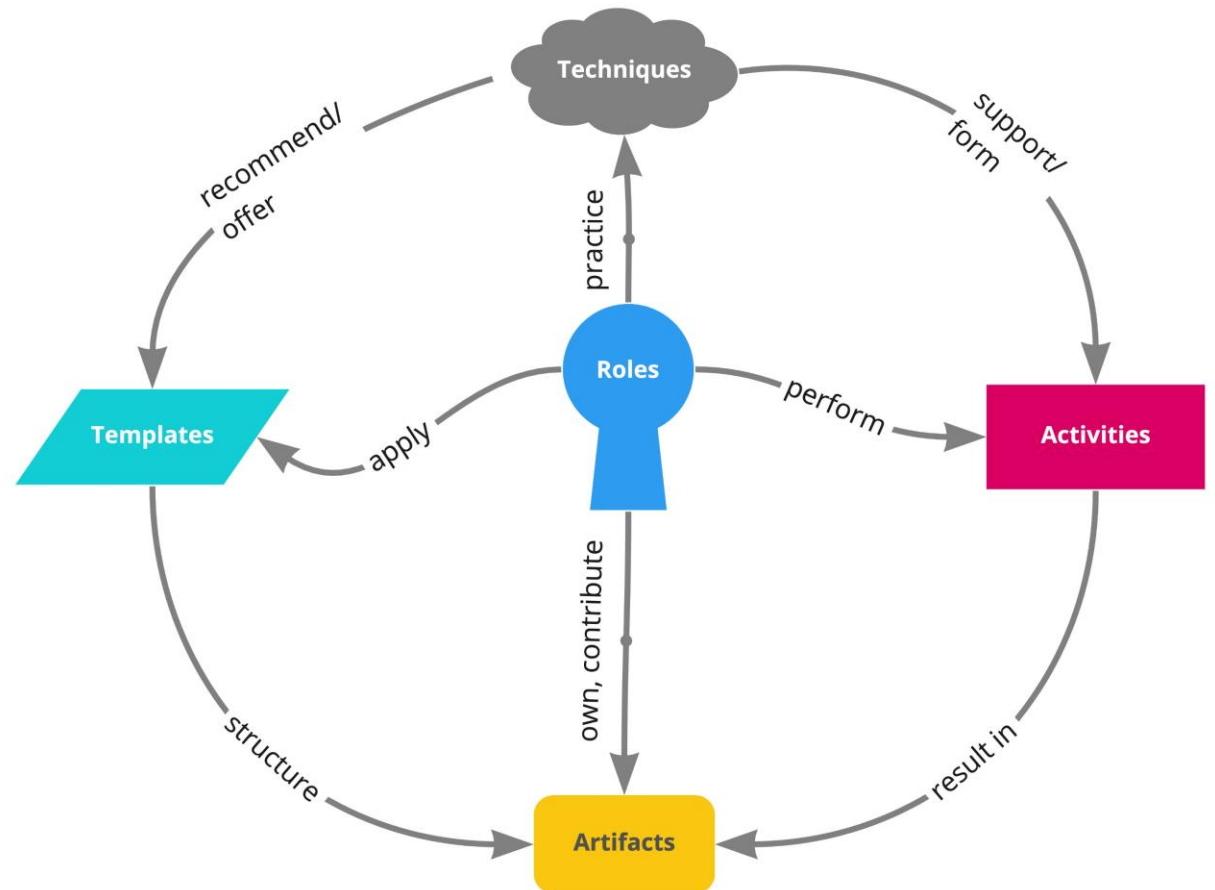 Techniques
recommend/
offer
support/
form
practice
Roles
Templates
apply
perform
Activities
own, contribute
structure
result in
Artifacts